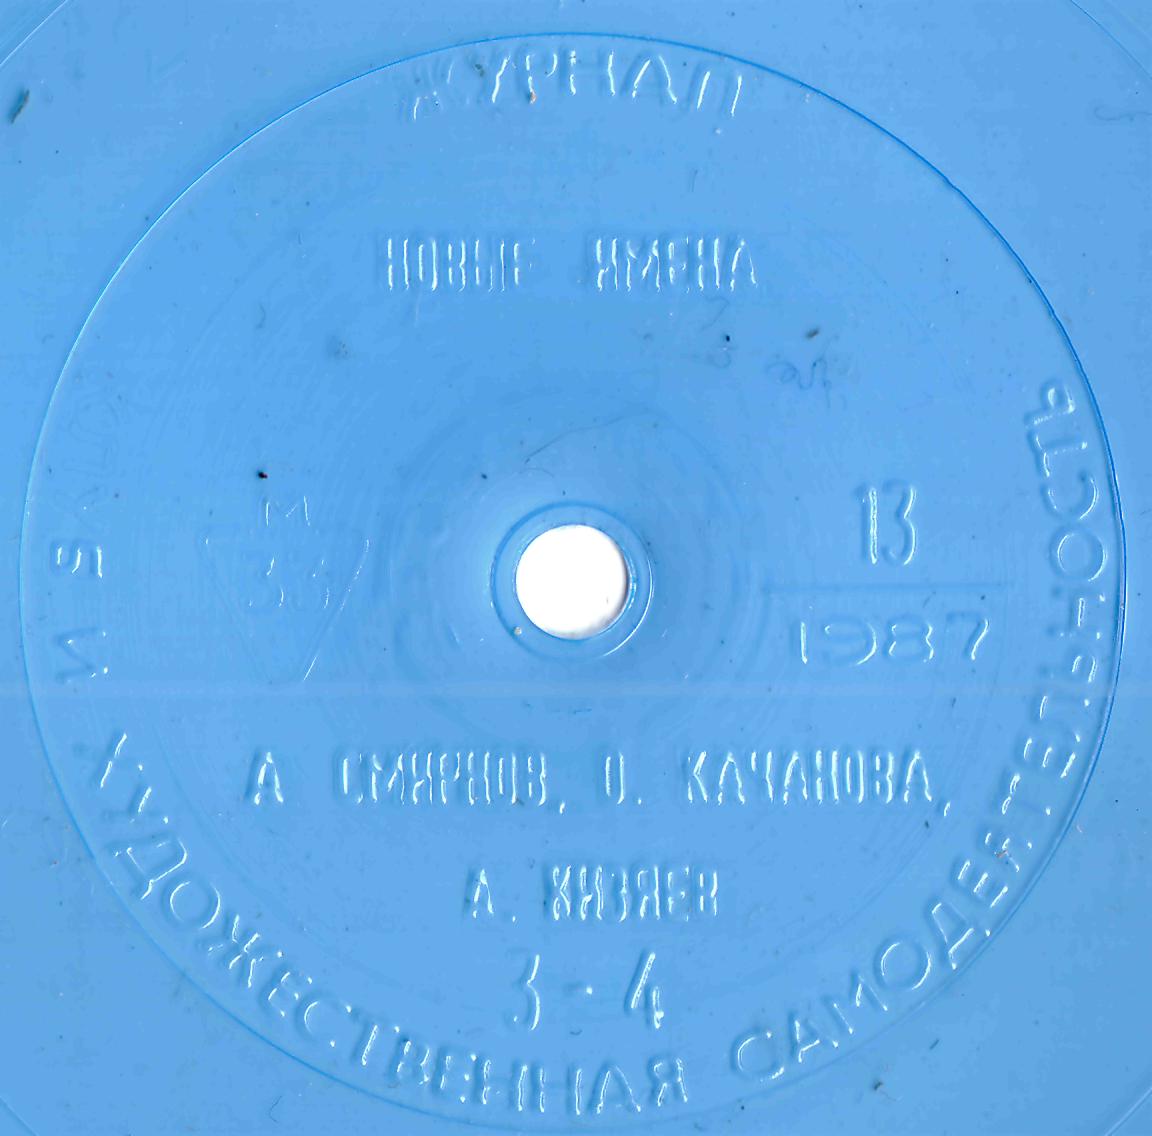 ЖУРНАЛ
НОВЫЕ ИМЕНА
М
33
13
1987
А СМИРНОВ, О. КАЧАНОВА,
А. КНЯЗЕВ
3-4
ХУДОЖЕСТВЕННАЯ САМОДЕЯТЕЛЬНОСТЬ